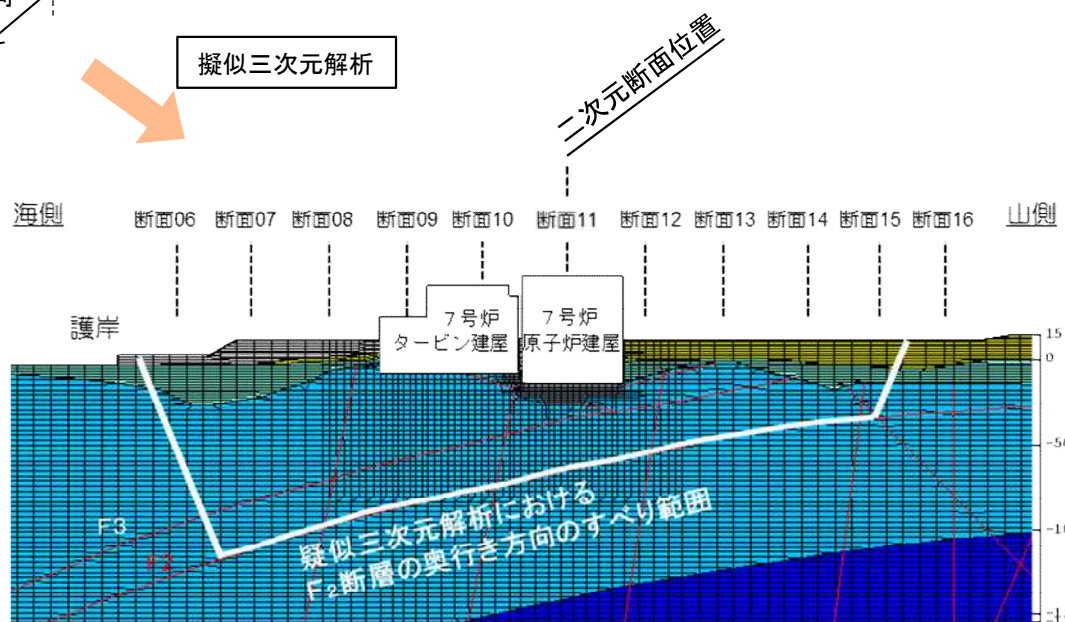 擬似三次元解析
二次元断面位置
海側
断面06 断面07 断面08 断面09 断面10 断面11 断面12 断面13 断面14 断面15 断面16
山側
護岸
7号炉
タービン建屋
7号炉
原子炉建屋
15
0
-50
F3
F2
疑似三次元解析における
F₂断層の奥行き方向のすべり範囲